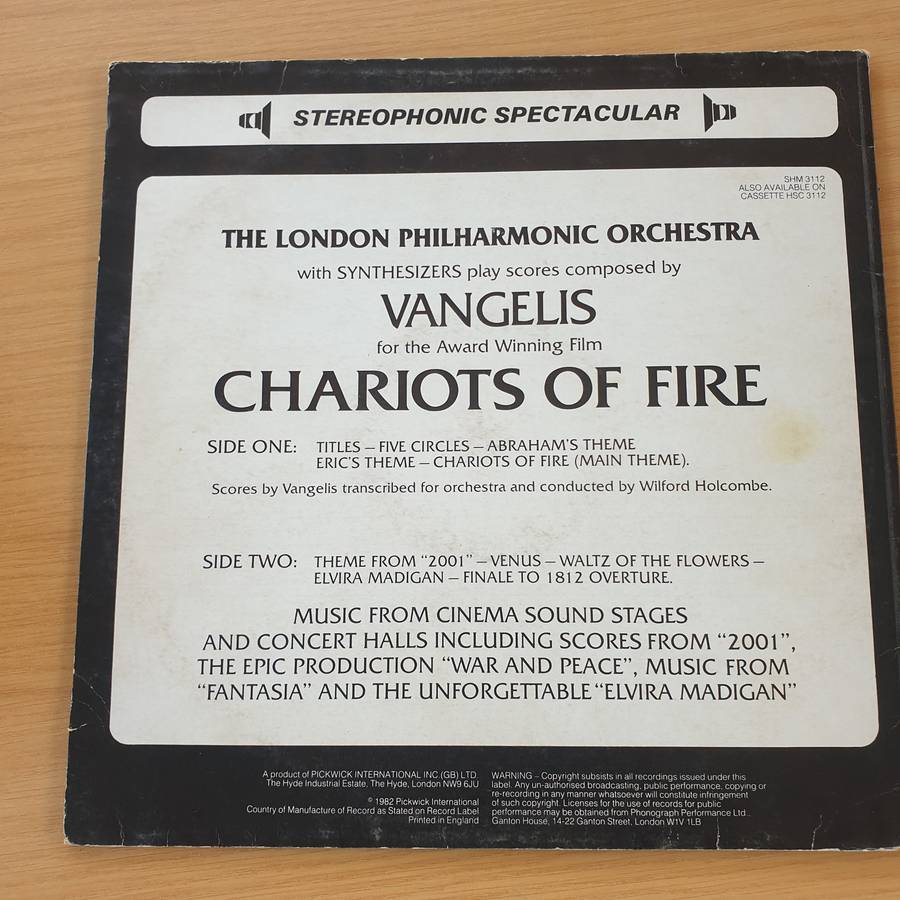 STEREOPHONIC SPECTACULAR
SHM 3112
ALSO AVAILABLE ON
CASSETTE HSC 3112
THE LONDON PHILHARMONIC ORCHESTRA
with SYNTHESIZERS play scores composed by
VANGELIS
for the Award Winning Film
CHARIOTS OF FIRE
SIDE ONE: TITLES – FIVE CIRCLES – ABRAHAM'S THEME
ERIC'S THEME – CHARIOTS OF FIRE (MAIN THEME).
Scores by Vangelis transcribed for orchestra and conducted by Wilford Holcombe.
SIDE TWO: THEME FROM “2001” – VENUS – WALTZ OF THE FLOWERS –
ELVIRA MADIGAN – FINALE TO 1812 OVERTURE.
MUSIC FROM CINEMA SOUND STAGES
AND CONCERT HALLS INCLUDING SCORES FROM “2001”,
THE EPIC PRODUCTION “WAR AND PEACE”, MUSIC FROM
“FANTASIA” AND THE UNFORGETTABLE “ELVIRA MADIGAN”
A product of PICKWICK INTERNATIONAL INC.(GB) LTD.
The Hyde Industrial Estate, The Hyde, London NW9 6JU
© 1982 Pickwick International
Country of Manufacture of Record as Stated on Record Label
Printed in England
WARNING – Copyright subsists in all recordings issued under this
label. Any un-authorised broadcasting, public performance, copying or
re-recording in any manner whatsoever will constitute infringement
of such copyright. Licenses for the use of records for public
performance may be obtained from Phonograph Performance Ltd.,
Ganton House, 14-22 Ganton Street, London W1V 1LB